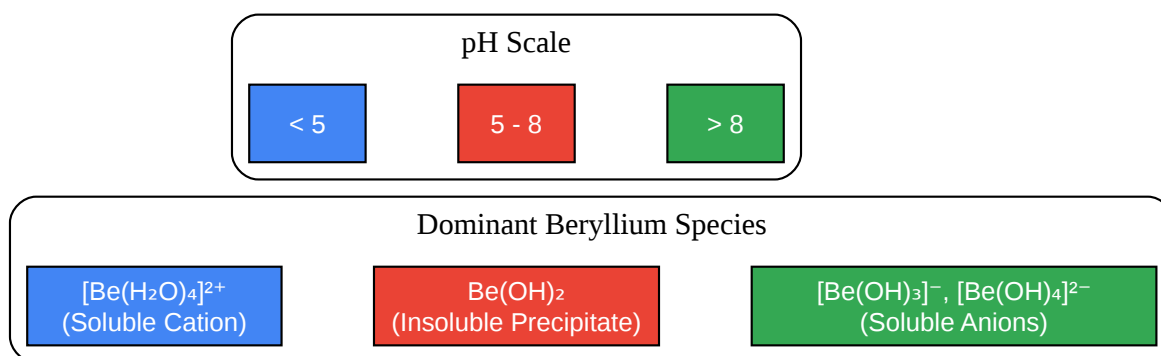 pH Scale
< 5
5 - 8
> 8
Dominant Beryllium Species
[Be(H₂O)₄]²⁺
(Soluble Cation)
Be(OH)₂
(Insoluble Precipitate)
[Be(OH)₃]⁻, [Be(OH)₄]²⁻
(Soluble Anions)